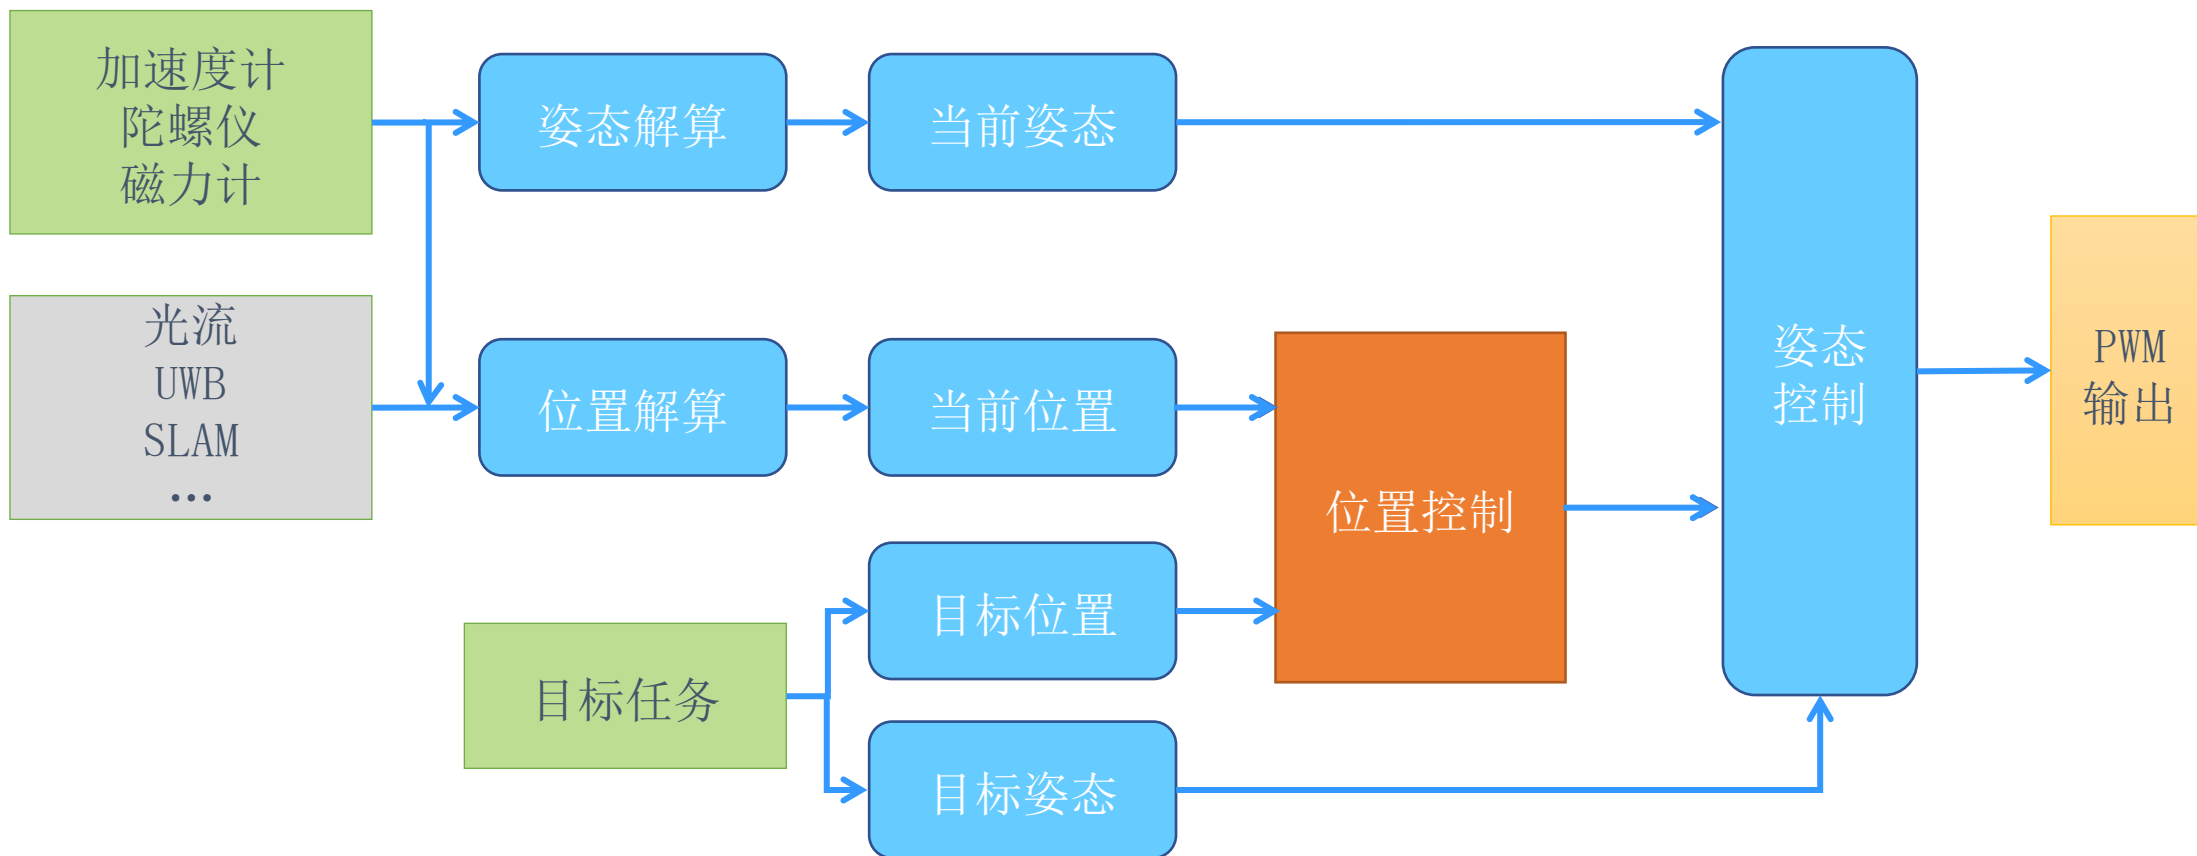 加速度计
陀螺仪
磁力计
姿态解算
当前姿态
光流
UWB
SLAM
...
位置解算
当前位置
位置控制
姿态
控制
PWM
输出
目标任务
目标位置
目标姿态